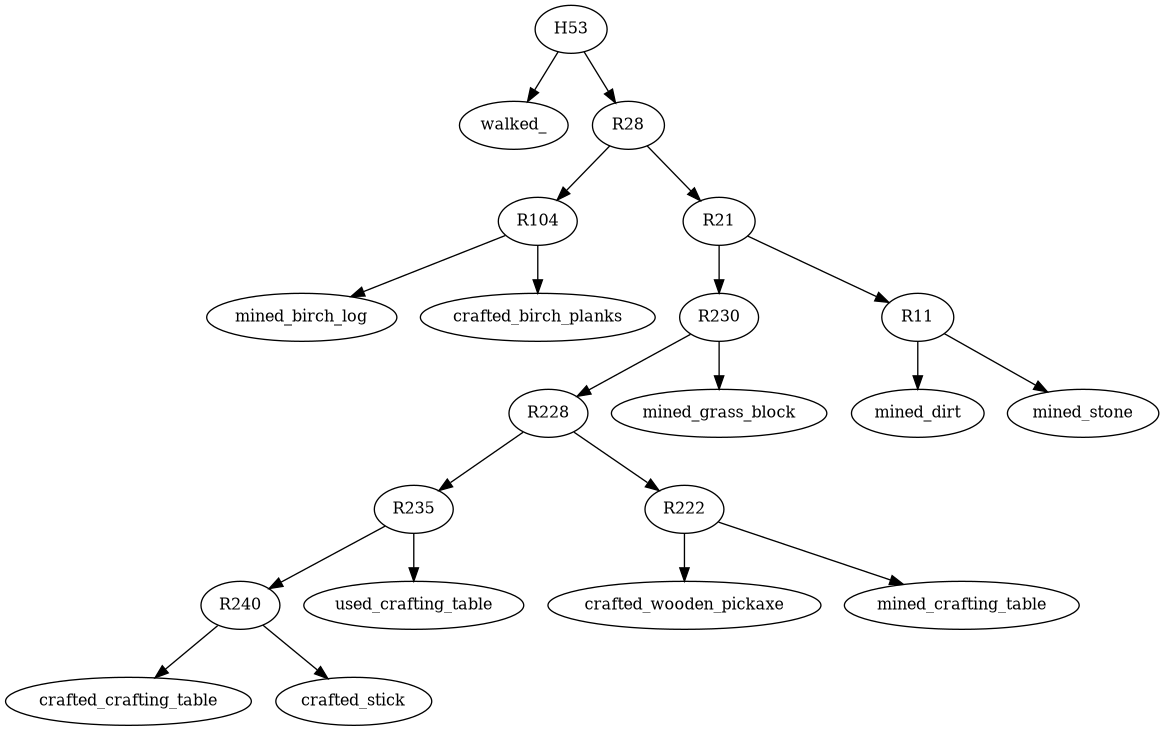 H53
walked_
R28
R104
R21
mined_birch_log
crafted_birch_planks
R230
R11
R228
mined_grass_block
mined_dirt
mined_stone
R235
R222
R240
used_crafting_table
crafted_wooden_pickaxe
mined_crafting_table
crafted_crafting_table
crafted_stick